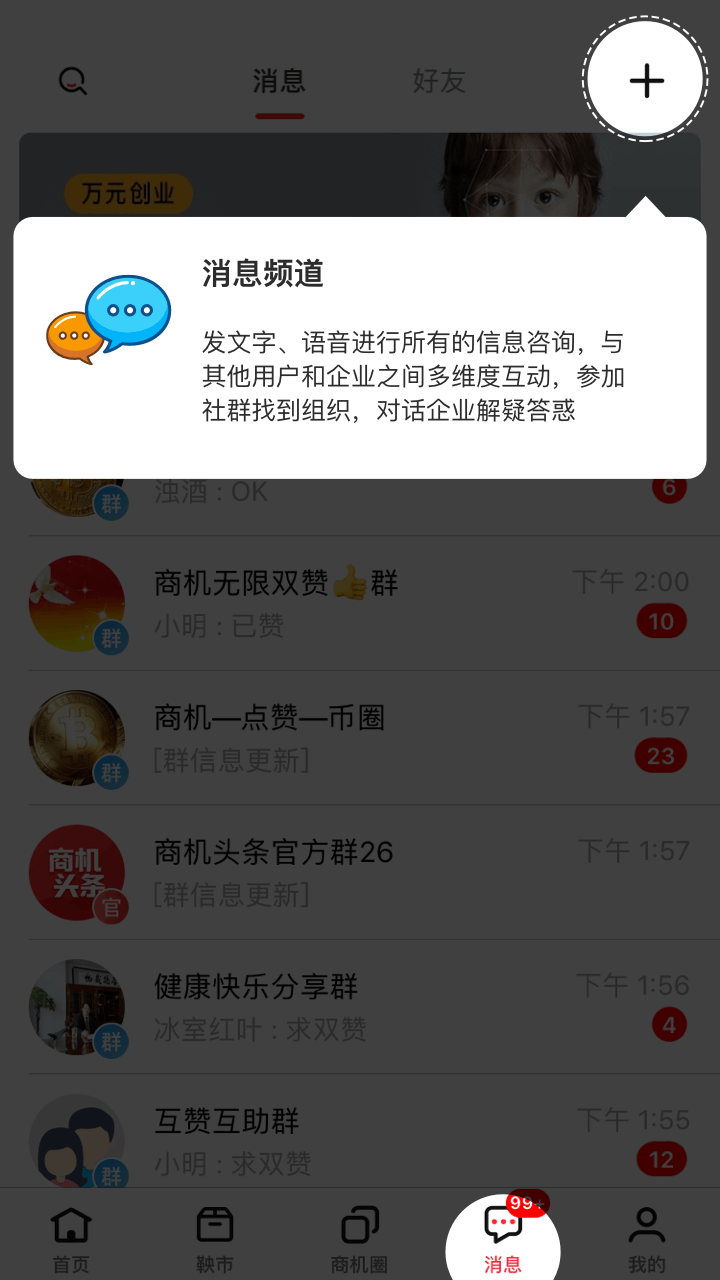 消息
好友
万元创业
消息频道
发文字、语音进行所有的信息咨询，与
其他用户和企业之间多维度互动，参加
社群找到组织，对话企业解疑答惑
群
浊酒：OK
6
商机无限双赞👍群
下午 2:00
群
小明：已赞
10
商机—点赞—币圈
下午 1:57
群
[群信息更新]
23
商机
头条
官
商机头条官方群26
下午 1:57
[群信息更新]
健康快乐分享群
下午 1:56
群
冰室红叶：求双赞
4
互赞互助群
下午 1:55
群
小明：求双赞
12
99+
首页
鞅市
商机圈
消息
我的